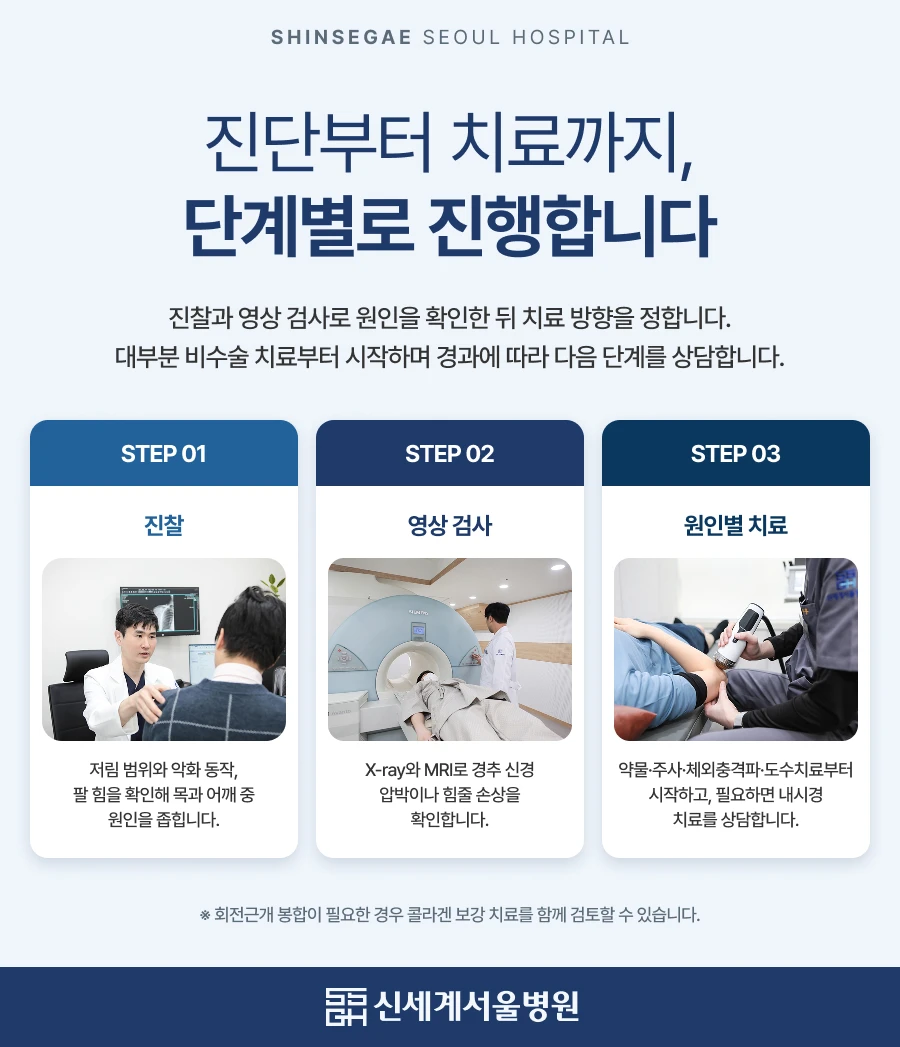 SHINSEGAE SEOUL HOSPITAL
진단부터 치료까지,
단계별로 진행합니다
진찰과 영상 검사로 원인을 확인한 뒤 치료 방향을 정합니다.
대부분 비수술 치료부터 시작하며 경과에 따라 다음 단계를 상담합니다.
STEP 01
진찰
저림 범위와 악화 동작,
팔 힘을 확인해 목과 어깨 중
원인을 좁힙니다.
STEP 02
영상 검사
X-ray와 MRI로 경추 신경
압박이나 힘줄 손상을
확인합니다.
STEP 03
원인별 치료
약물·주사·체외충격파·도수치료부터
시작하고, 필요하면 내시경
치료를 상담합니다.
※ 회전근개 봉합이 필요한 경우 콜라겐 보강 치료를 함께 검토할 수 있습니다.
SSGH 신세계서울병원